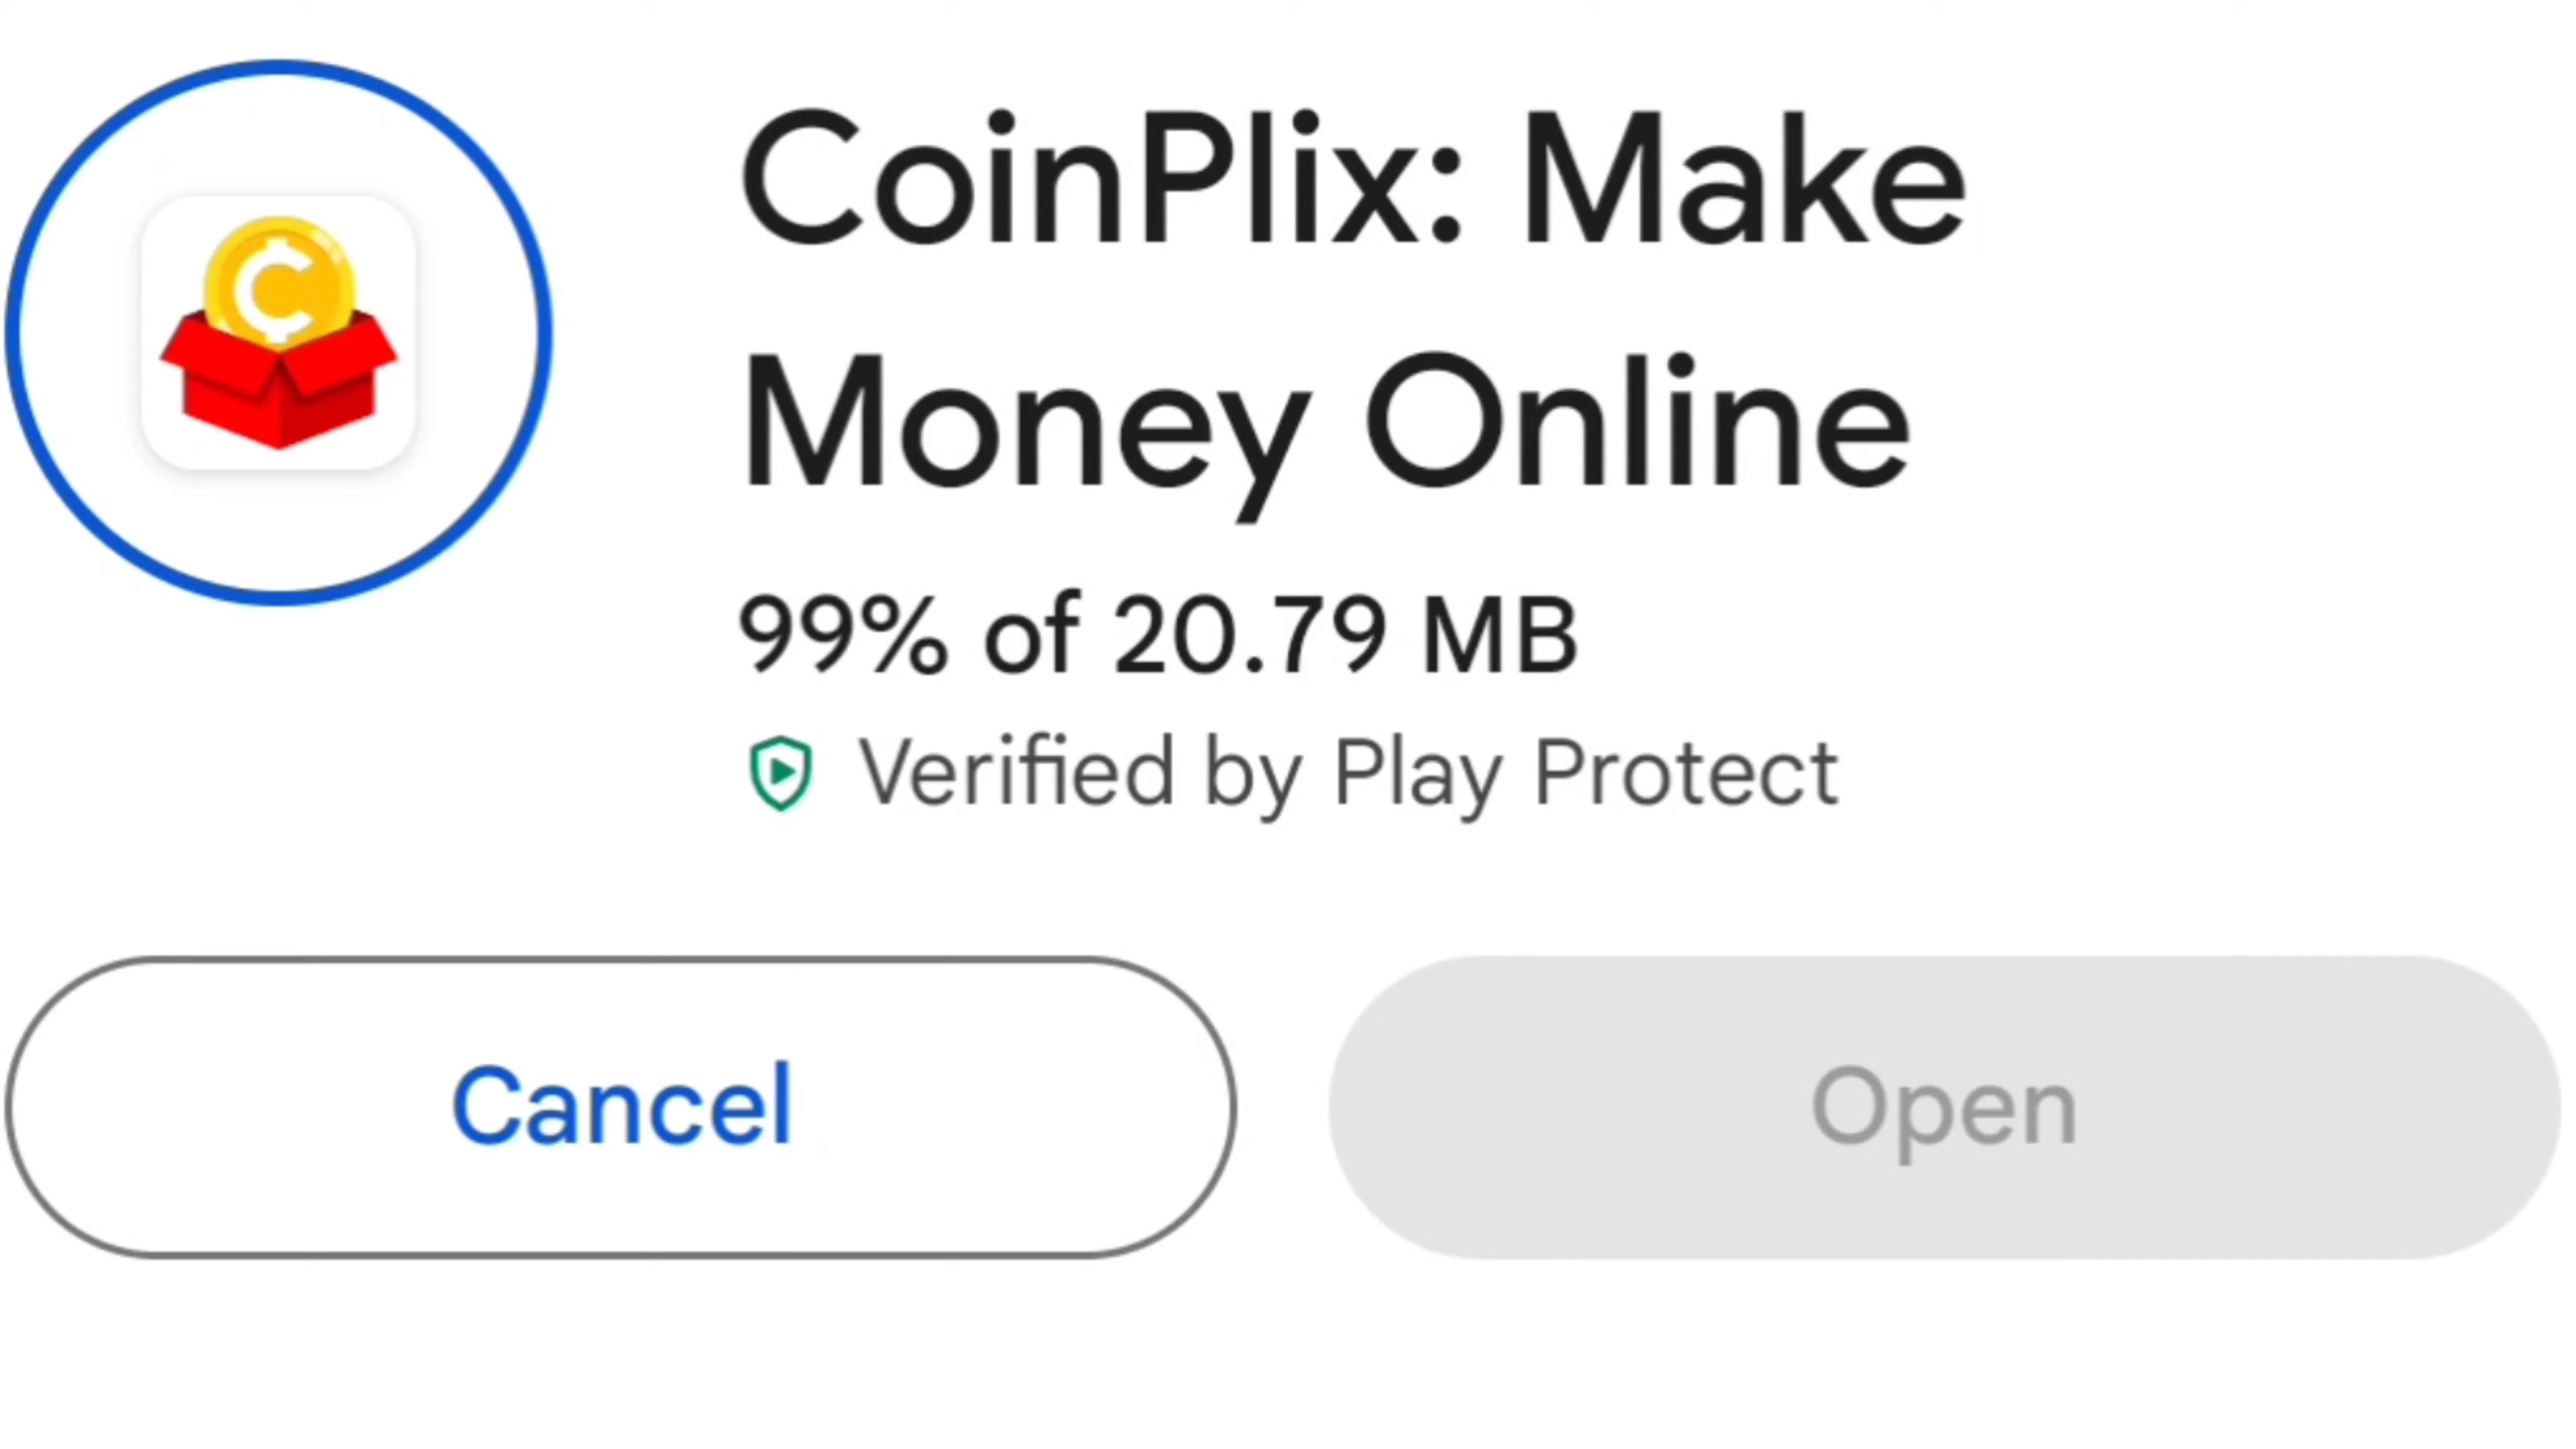 CoinPlix: Make
Money Online
99% of 20.79 MB
Verified by Play Protect
Cancel
Open